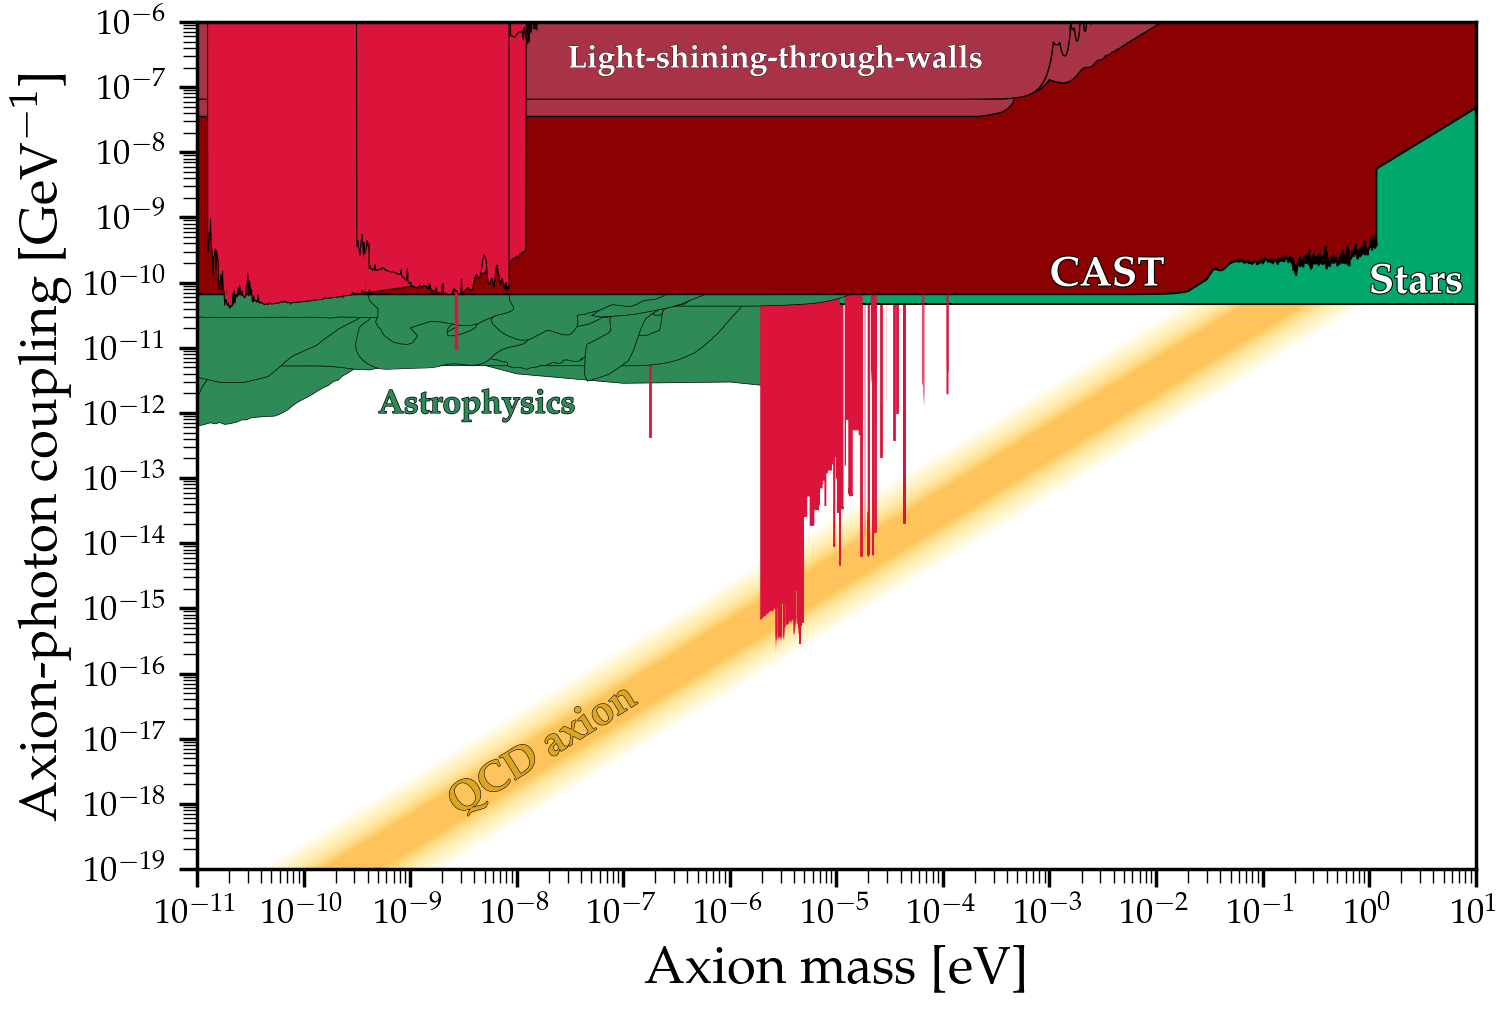 Axion-photon coupling [GeV⁻¹]
10⁻⁶
10⁻⁷
10⁻⁸
10⁻⁹
10⁻¹⁰
10⁻¹¹
10⁻¹²
10⁻¹³
10⁻¹⁴
10⁻¹⁵
10⁻¹⁶
10⁻¹⁷
10⁻¹⁸
10⁻¹⁹
Light-shining-through-walls
CAST
Stars
Astrophysics
QCD axion
10⁻¹¹ 10⁻¹⁰ 10⁻⁹ 10⁻⁸ 10⁻⁷ 10⁻⁶ 10⁻⁵ 10⁻⁴ 10⁻³ 10⁻² 10⁻¹ 10⁰ 10¹
Axion mass [eV]